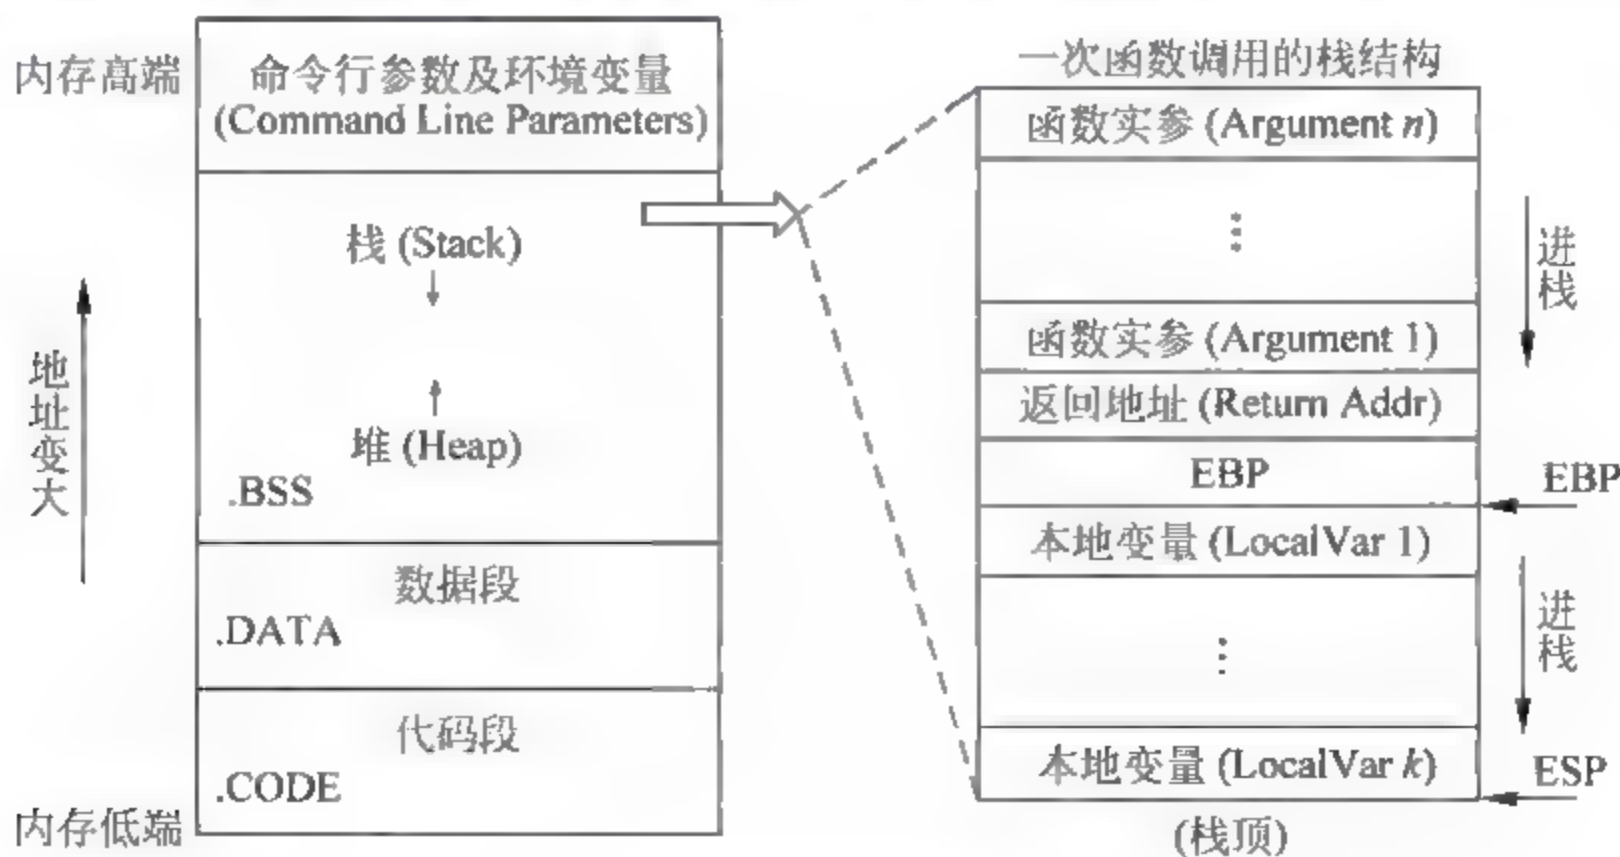 内存高端
命令行参数及环境变量
(Command Line Parameters)
栈 (Stack)
堆 (Heap)
.BSS
数据段
.DATA
代码段
.CODE
内存低端
地址变大
一次函数调用的栈结构
函数实参 (Argument n)
⋮
函数实参 (Argument 1)
返回地址 (Return Addr)
EBP
EBP
本地变量 (LocalVar 1)
⋮
本地变量 (LocalVar k)
ESP
(栈顶)
进栈
进栈